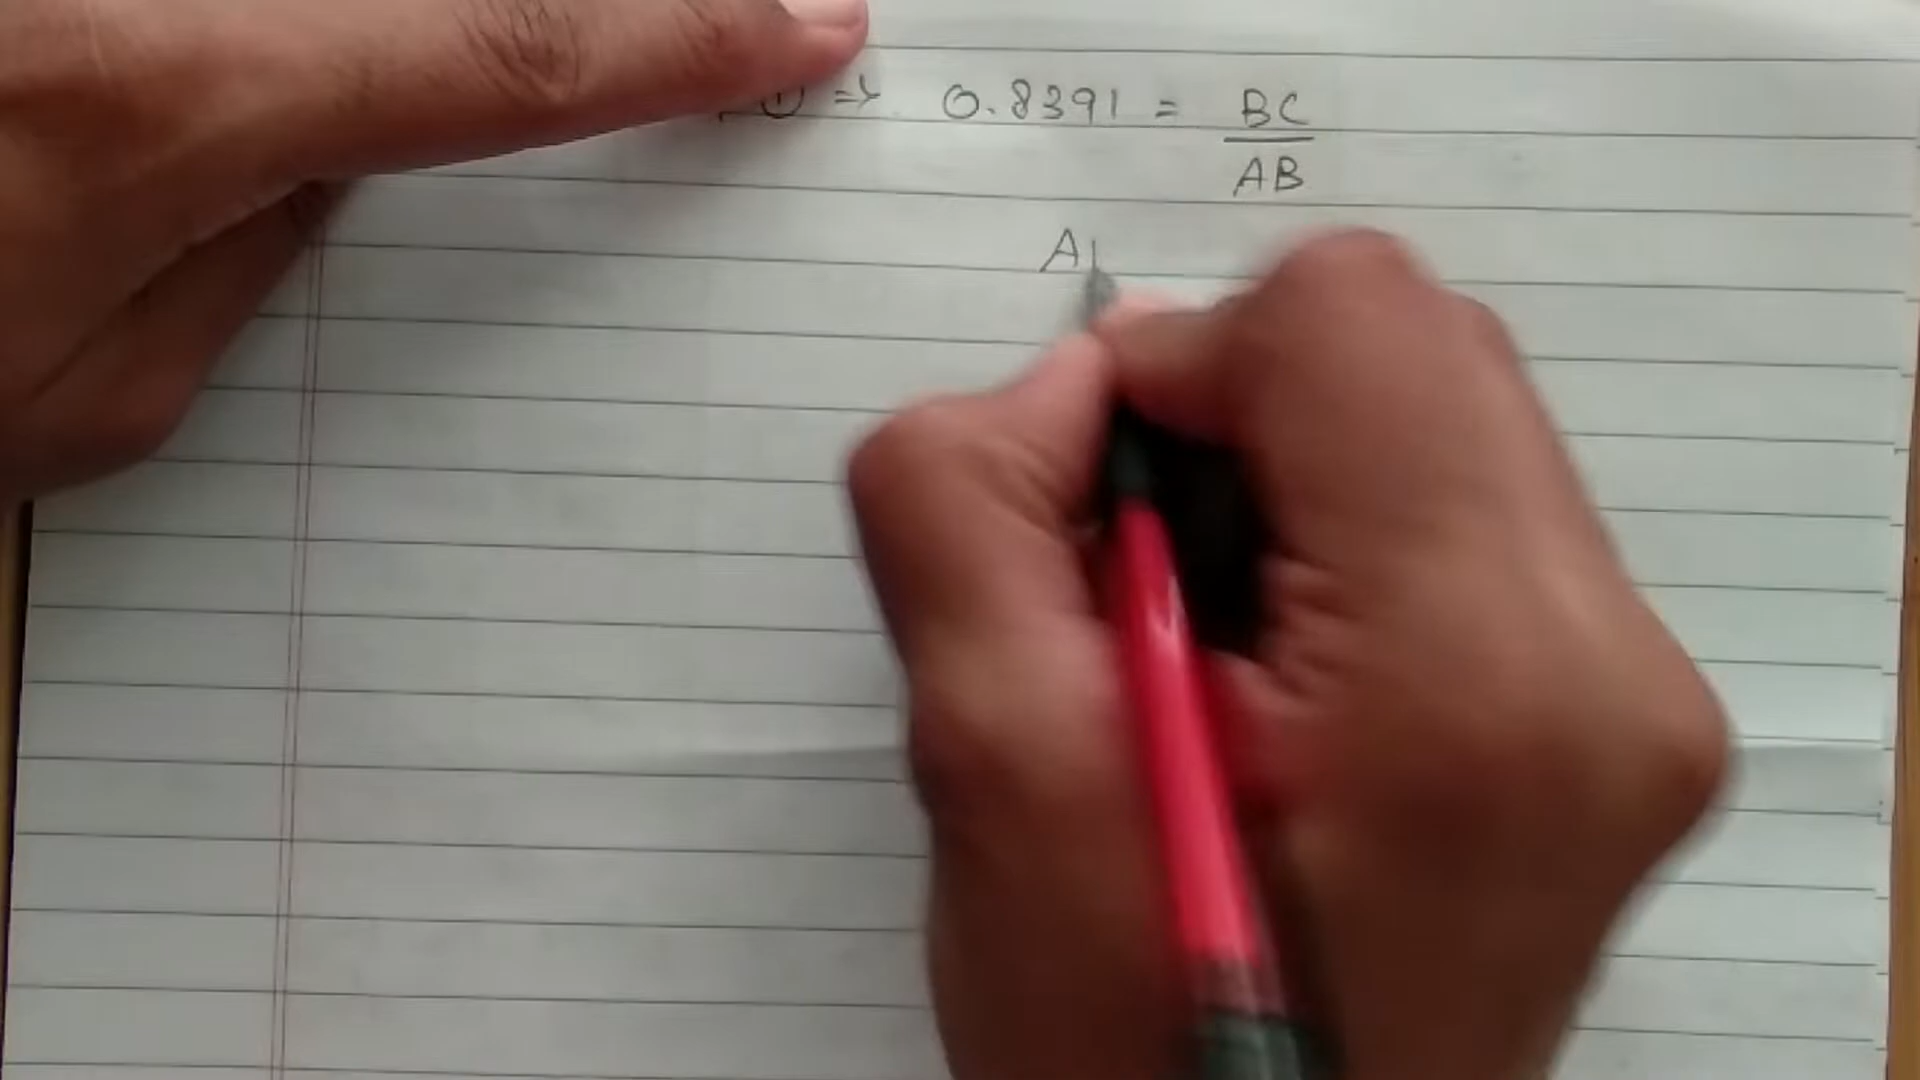 ① => 0.8391 = BC
AB
A